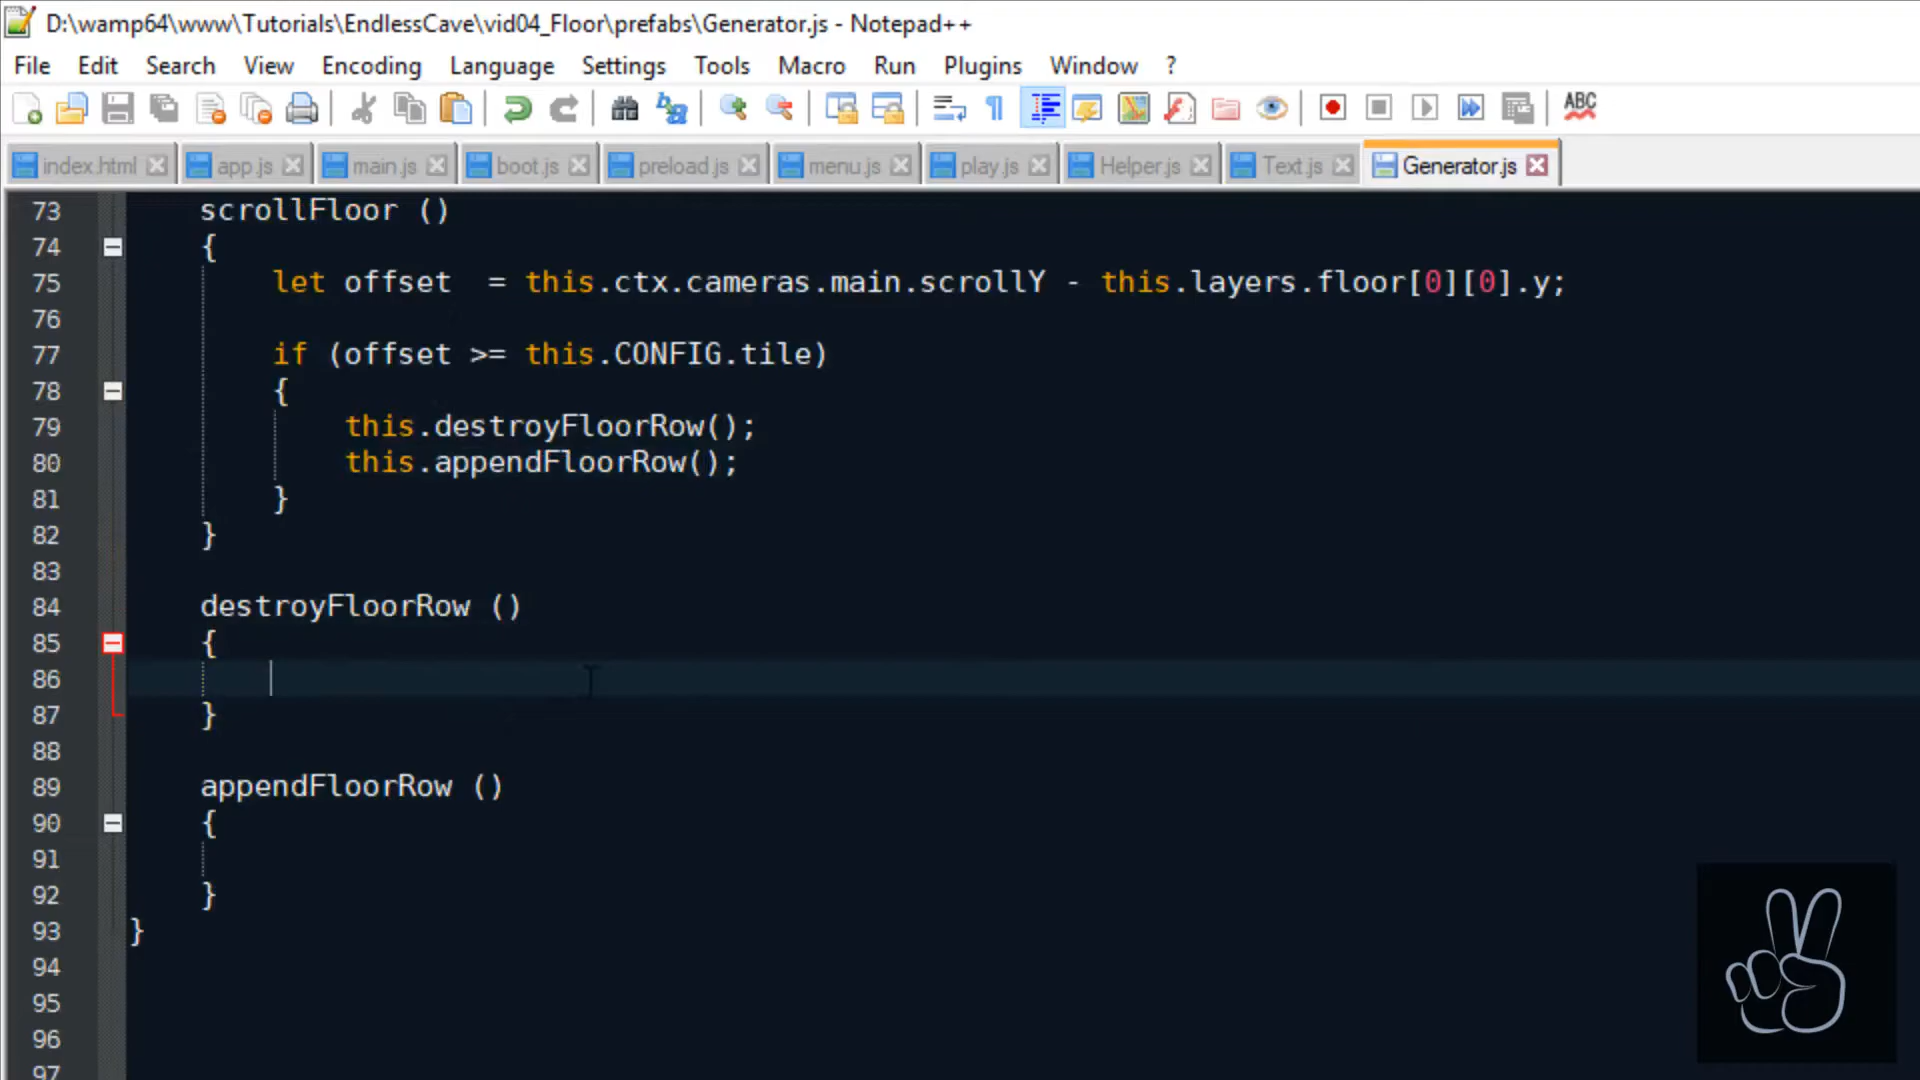 D:\wamp64\www\Tutorials\EndlessCave\vid04_Floor\prefabs\Generator.js - Notepad++
File Edit Search View Encoding Language Settings Tools Macro Run Plugins Window ?
ABC
index.html app.js main.js boot.js preload.js menu.js play.js Helper.js Text.js Generator.js
73 scrollFloor ()
74 {
75 let offset  = this.ctx.cameras.main.scrollY - this.layers.floor[0][0].y;
76
77 if (offset >= this.CONFIG.tile)
78 {
79 this.destroyFloorRow();
80 this.appendFloorRow();
81 }
82 }
83
84 destroyFloorRow ()
85 {
86
87 }
88
89 appendFloorRow ()
90 {
91
92 }
93 }
94
95
96
97